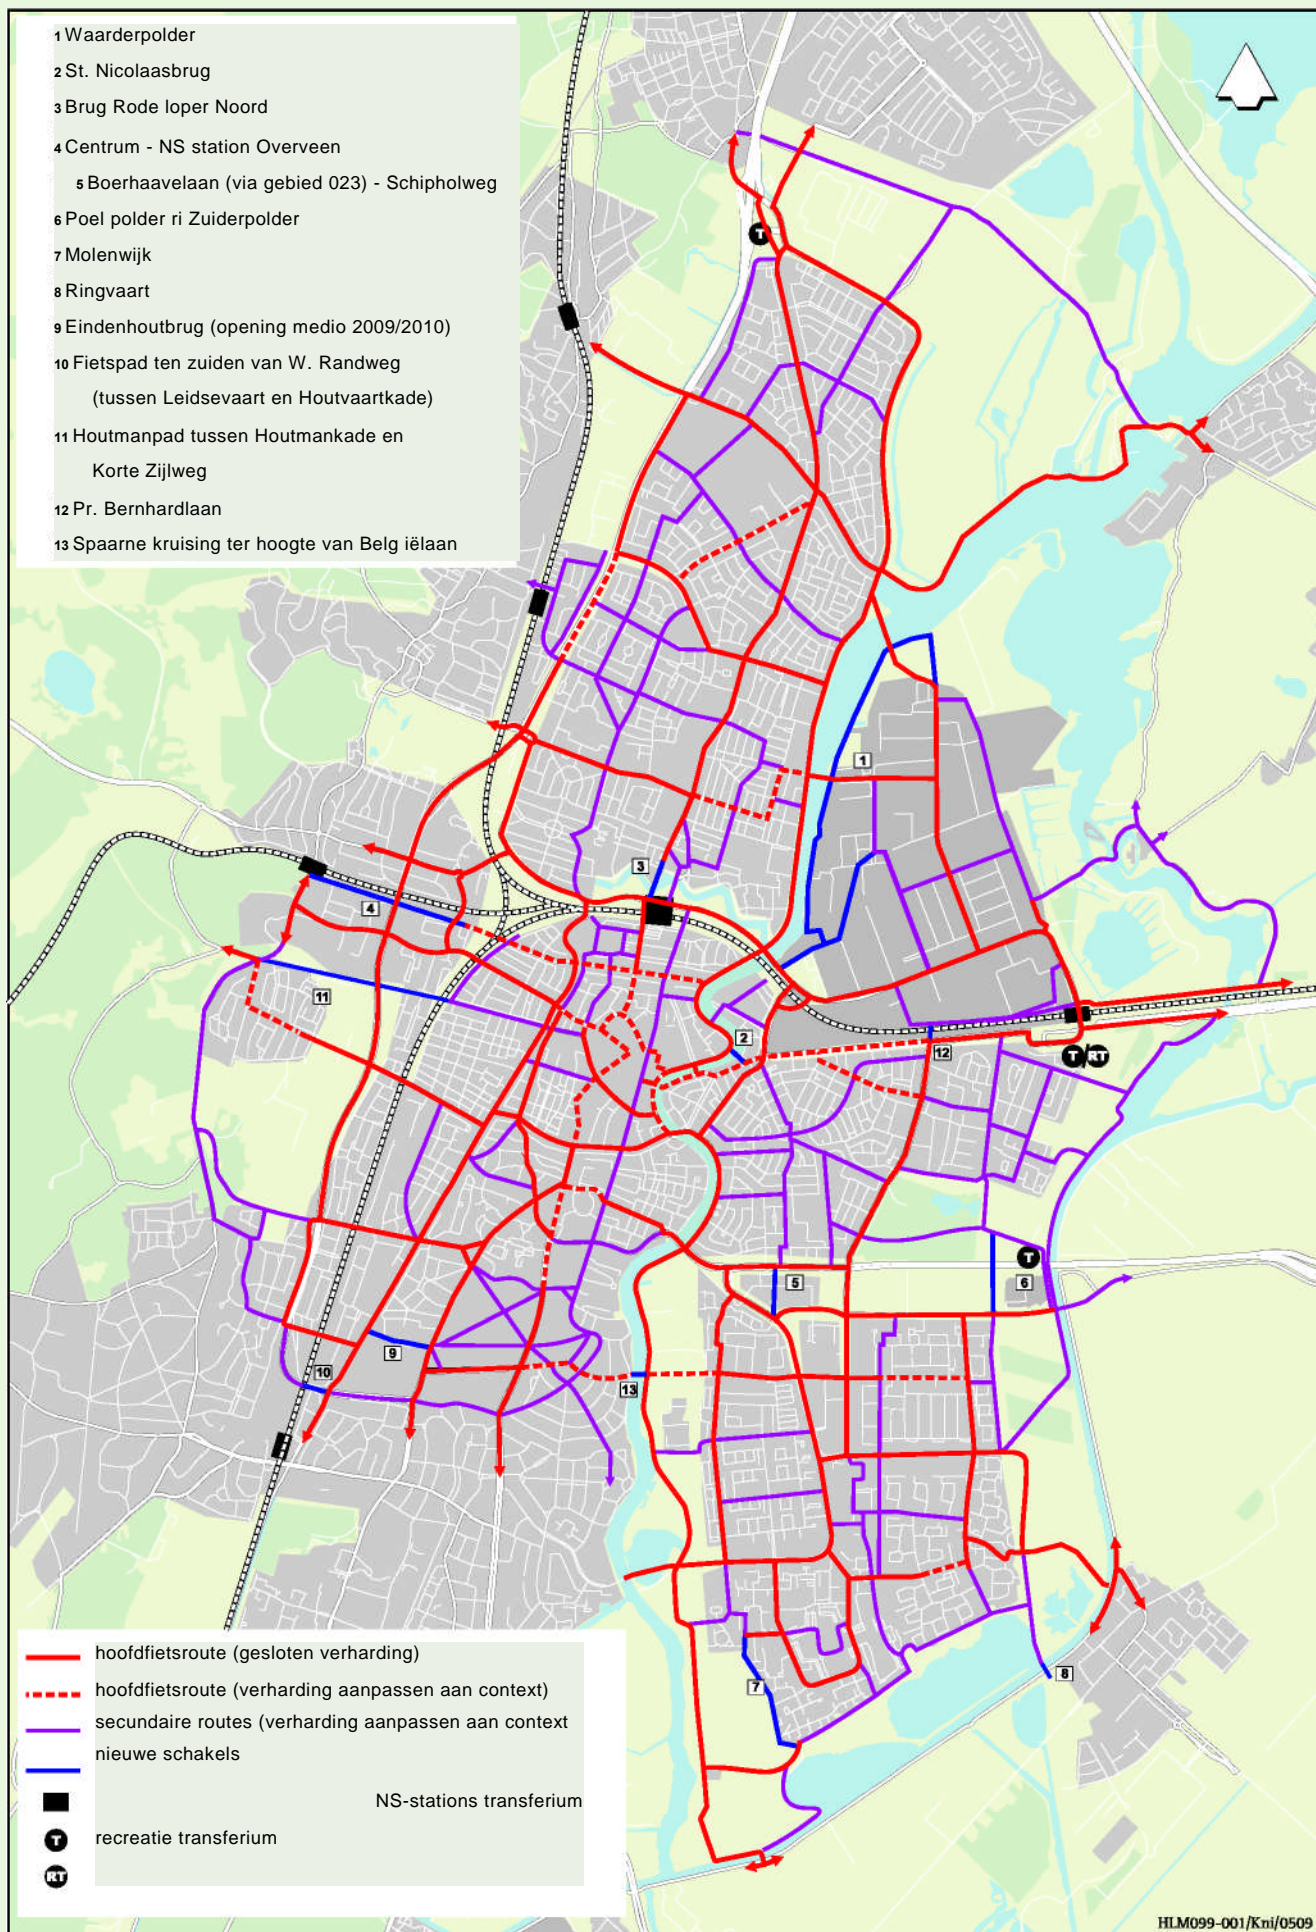 1 Waarderpolder
2 St. Nicolaasbrug
3 Brug Rode loper Noord
4 Centrum - NS station Overveen
5 Boerhaavelaan (via gebied 023) - Schipholweg
6 Poel polder ri Zuiderpolder
7 Molenwijk
8 Ringvaart
9 Eindenhoutbrug (opening medio 2009/2010)
10 Fietspad ten zuiden van W. Randweg
(tussen Leidsevaart en Houtvaartkade)
11 Houtmanpad tussen Houtmankade en
Korte Zijlweg
12 Pr. Bernhardlaan
13 Spaarne kruising ter hoogte van Belg iëlaan
T
1
3
4
11
2
12
T/RT
T
5
6
9
10
13
8
7
hoofdfietsroute (gesloten verharding)
hoofdfietsroute (verharding aanpassen aan context)
secundaire routes (verharding aanpassen aan context
nieuwe schakels
NS-stations transferium
T recreatie transferium
RT
HLM099-001/Kni/0509